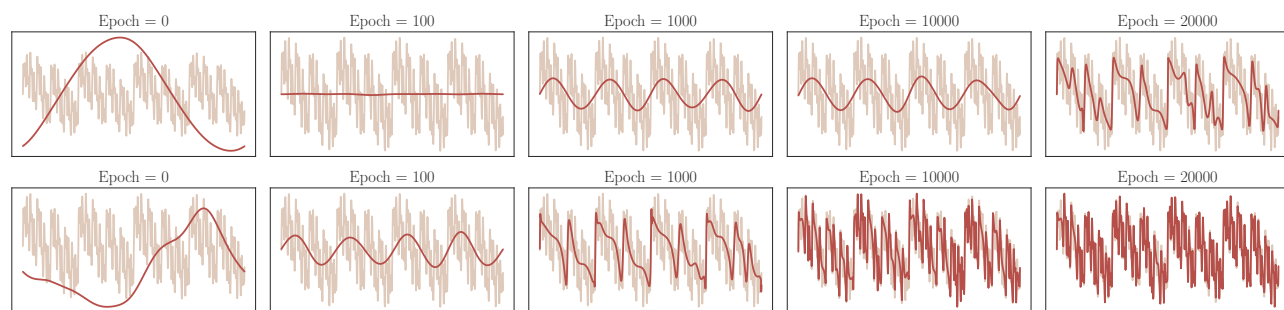 Epoch = 0
Epoch = 100
Epoch = 1000
Epoch = 10000
Epoch = 20000
Epoch = 0
Epoch = 100
Epoch = 1000
Epoch = 10000
Epoch = 20000